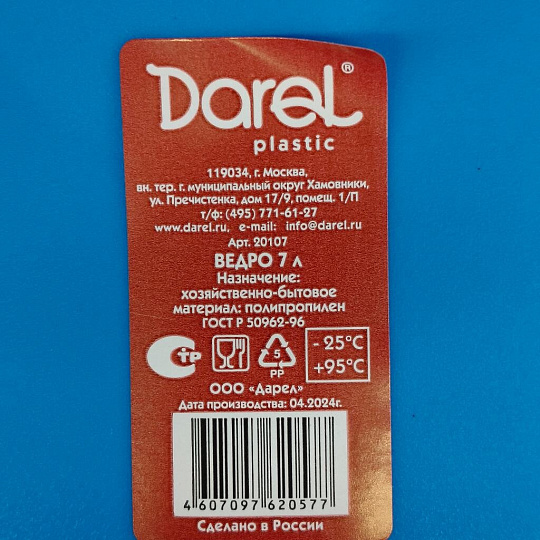 Darel®
plastic
119034, г. Москва,
вн. тер. г. муниципальный округ Хамовники,
ул. Пречистенка, дом 17/9, помещ. 1/П
т/ф: (495) 771-61-27
www.darel.ru, e-mail: info@darel.ru
Арт. 20107
ВЕДРО 7 л
Назначение:
хозяйственно-бытовое
материал: полипропилен
ГОСТ Р 50962-96
СТР 5 - 25°C
PP +95°C
ООО «Дарел»
Дата производства: 04.2024г.
4 607097 620577
Сделано в России